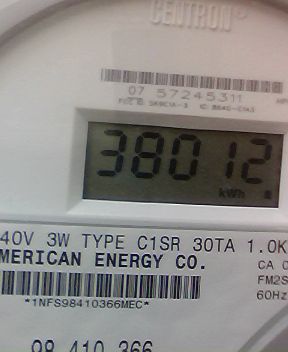 CENTRON®
07 57245311
38012
kWh
40V 3W TYPE C1SR 30TA 1.0K
MERICAN ENERGY CO.
CA 0
FM2S
60Hz
*1NFS98410366MEC*
98 410 366